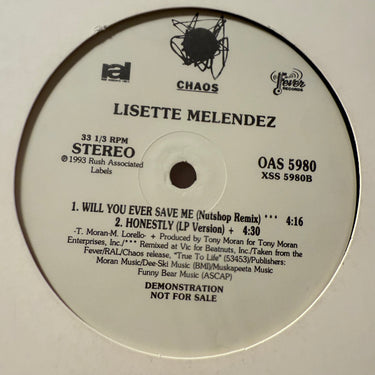 ral
CHAOS
fever
RECORDS
LISETTE MELENDEZ
33 1/3 RPM
STEREO
℗1993 Rush Associated
Labels
OAS 5980
XSS 5980B
1. WILL YOU EVER SAVE ME (Nutshop Remix) *** 4:16
2. HONESTLY (LP Version) + 4:30
-T. Moran-M. Lorello- + Produced by Tony Moran for Tony Moran
Enterprises, Inc./*** Remixed at Vic for Beatnuts, Inc./Taken from the
Fever/RAL/Chaos release, "True To Life" (53453)/Publishers:
Moran Music/Dee-Ski Music (BMI)/Muskapeeta Music
Funny Bear Music (ASCAP)
DEMONSTRATION
NOT FOR SALE